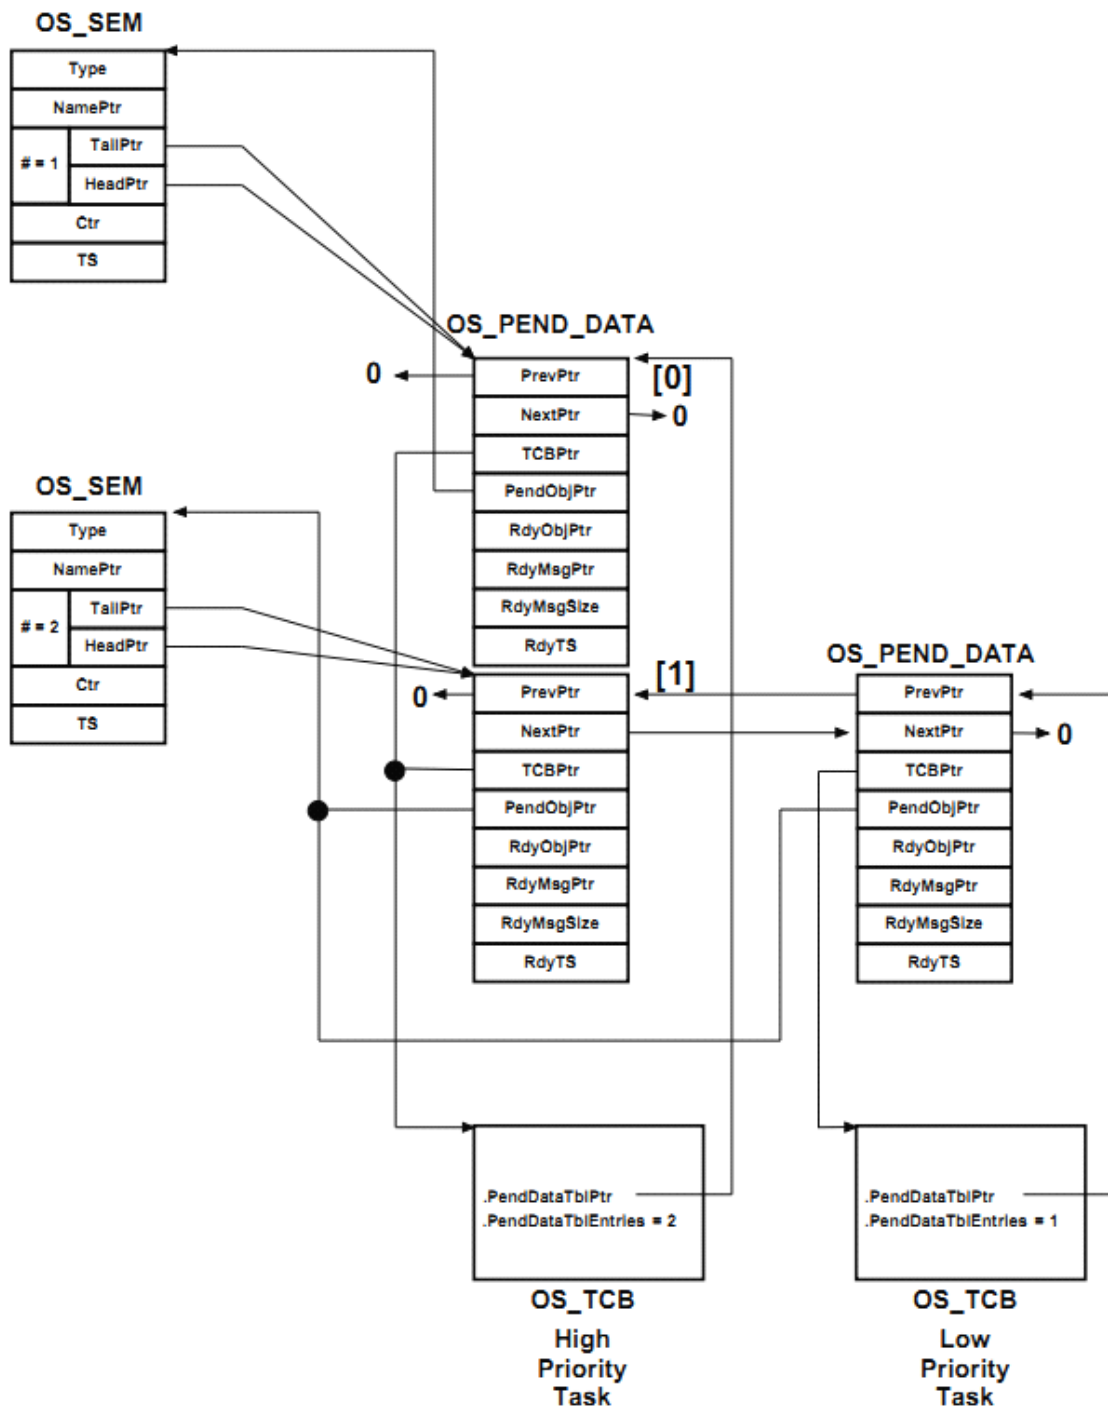 OS_SEM
Type
NamePtr
# = 1
TailPtr
HeadPtr
Ctr
TS
OS_PEND_DATA
0
PrevPtr
[0]
NextPtr
0
TCBPtr
PendObjPtr
RdyObjPtr
RdyMsgPtr
RdyMsgSize
RdyTS
OS_SEM
Type
NamePtr
# = 2
TailPtr
HeadPtr
Ctr
TS
0
PrevPtr
[1]
NextPtr
TCBPtr
PendObjPtr
RdyObjPtr
RdyMsgPtr
RdyMsgSize
RdyTS
OS_PEND_DATA
PrevPtr
NextPtr
0
TCBPtr
PendObjPtr
RdyObjPtr
RdyMsgPtr
RdyMsgSize
RdyTS
.PendDataTblPtr
.PendDataTblEntries = 2
OS_TCB
High
Priority
Task
.PendDataTblPtr
.PendDataTblEntries = 1
OS_TCB
Low
Priority
Task